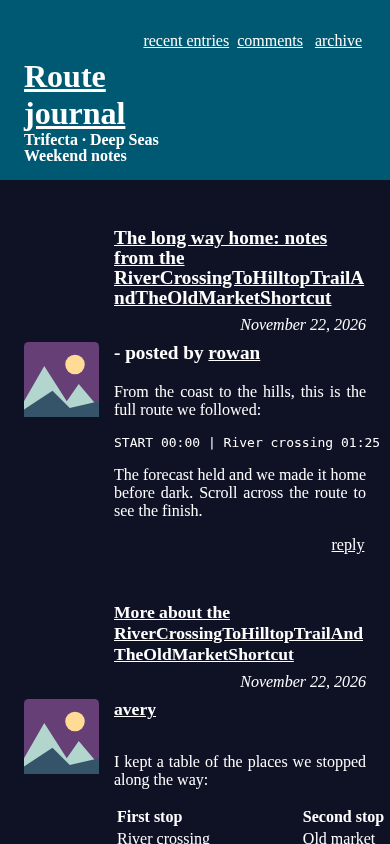 recent entries comments archive
Route
journal
Trifecta · Deep Seas
Weekend notes
The long way home: notes
from the
RiverCrossingToHilltopTrailA
ndTheOldMarketShortcut
November 22, 2026
- posted by rowan
From the coast to the hills, this is the
full route we followed:
START 00:00 | River crossing 01:25
The forecast held and we made it home
before dark. Scroll across the route to
see the finish.
reply
More about the
RiverCrossingToHilltopTrailAnd
TheOldMarketShortcut
November 22, 2026
avery
I kept a table of the places we stopped
along the way:
First stop Second stop
River crossing Old market